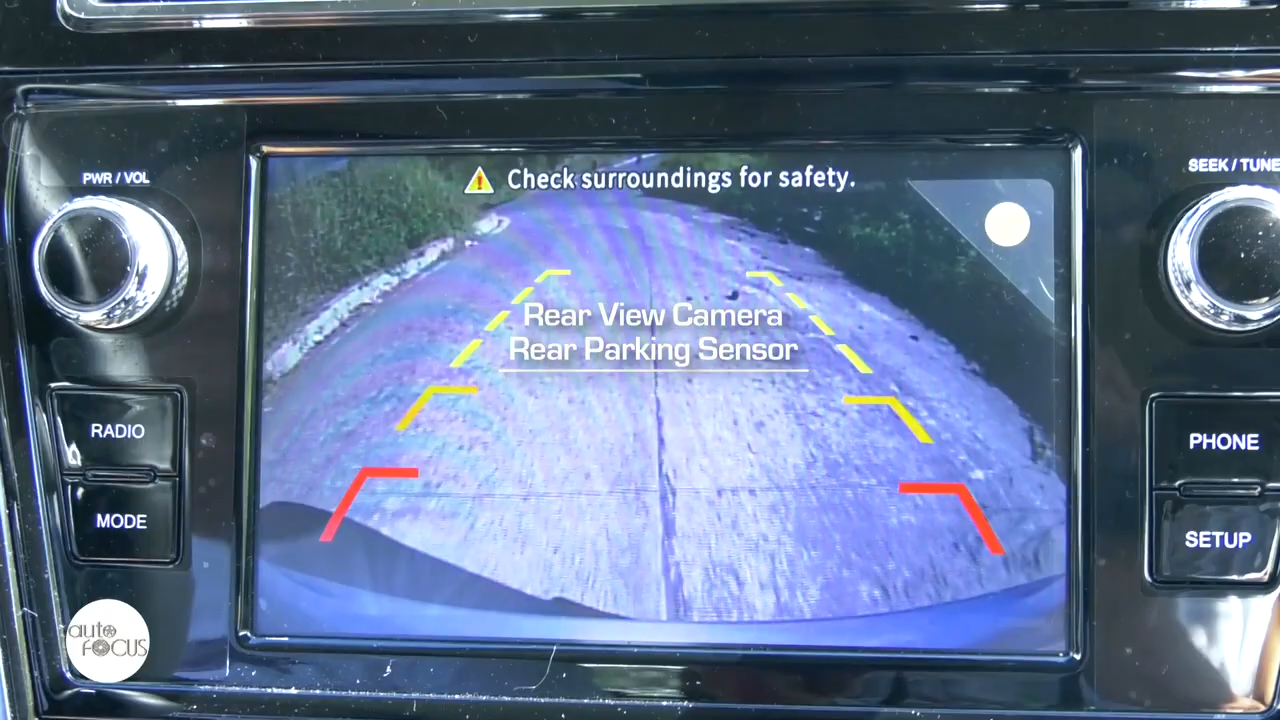 Check surroundings for safety.
PWR / VOL
SEEK / TUNE
Rear View Camera
Rear Parking Sensor
RADIO
MODE
PHONE
SETUP
auto
FOCUS